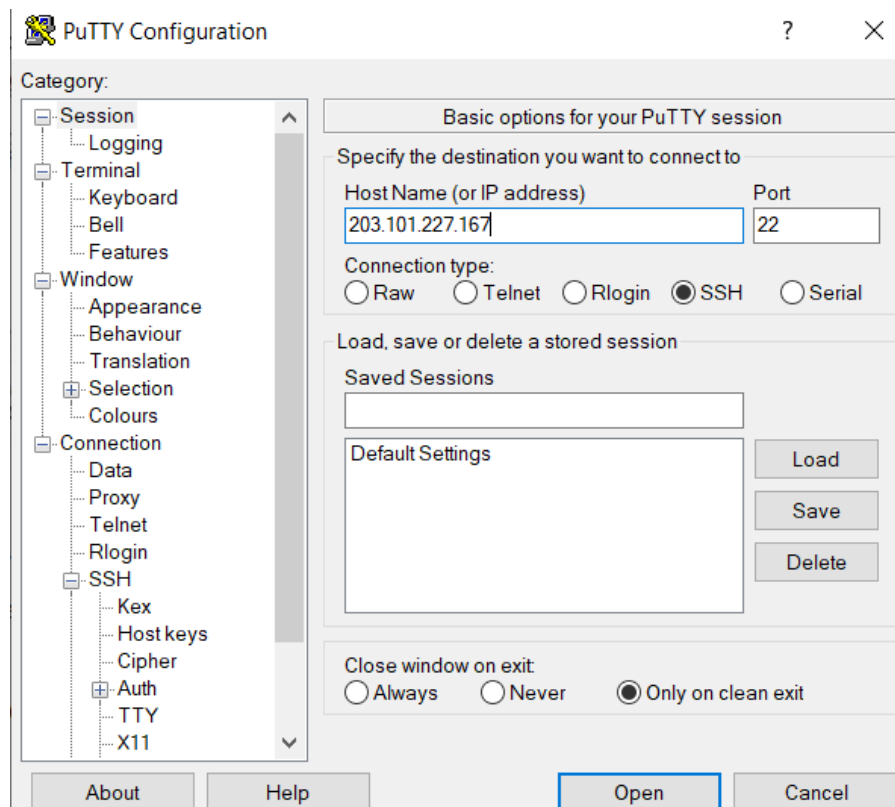 PuTTY Configuration
?
Category:
Session
Logging
Terminal
Keyboard
Bell
Features
Window
Appearance
Behaviour
Translation
Selection
Colours
Connection
Data
Proxy
Telnet
Rlogin
SSH
Kex
Host keys
Cipher
Auth
TTY
X11
Basic options for your PuTTY session
Specify the destination you want to connect to
Host Name (or IP address) Port
203.101.227.167 22
Connection type:
Raw Telnet Rlogin SSH Serial
Load, save or delete a stored session
Saved Sessions
Default Settings
Load
Save
Delete
Close window on exit:
Always Never Only on clean exit
About Help Open Cancel